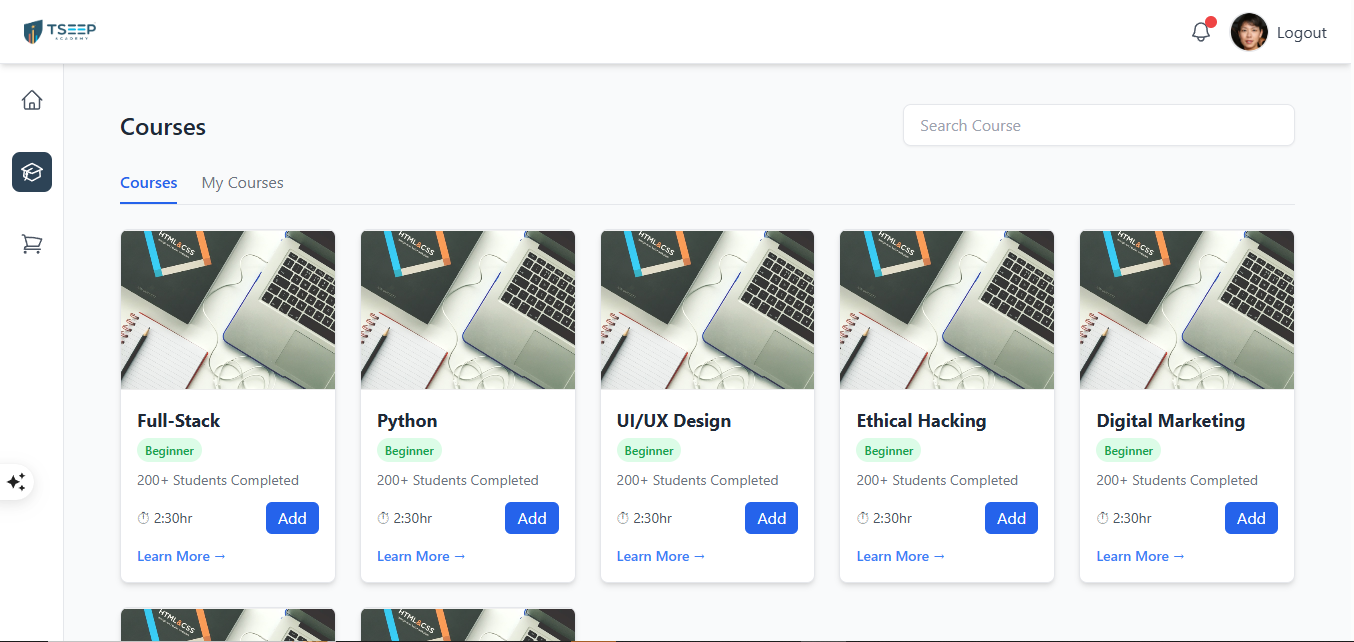 TSEEP
ACADEMY
Logout
Courses
Search Course
Courses My Courses
HTML&CSS HTML&CSS HTML&CSS HTML&CSS HTML&CSS
Full-Stack Python UI/UX Design Ethical Hacking Digital Marketing
Beginner Beginner Beginner Beginner Beginner
200+ Students Completed 200+ Students Completed 200+ Students Completed 200+ Students Completed 200+ Students Completed
⏱ 2:30hr Add ⏱ 2:30hr Add ⏱ 2:30hr Add ⏱ 2:30hr Add ⏱ 2:30hr Add
Learn More → Learn More → Learn More → Learn More → Learn More →
HTML&CSS HTML&CSS